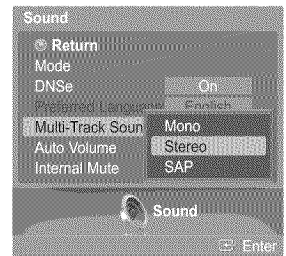 Sound
Return
Mode
DNSe On
Preferred Language English
Multi-Track Soun Mono
Auto Volume Stereo
Internal Mute SAP
Sound
Enter